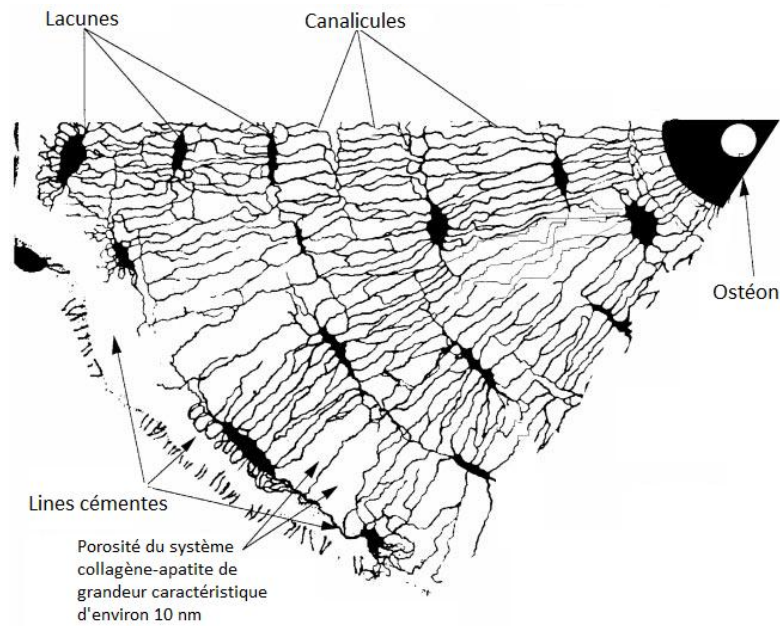 Lacunes
Canalicules
Ostéon
Lines cémentes
Porosité du système
collagène-apatite de
grandeur caractéristique
d'environ 10 nm